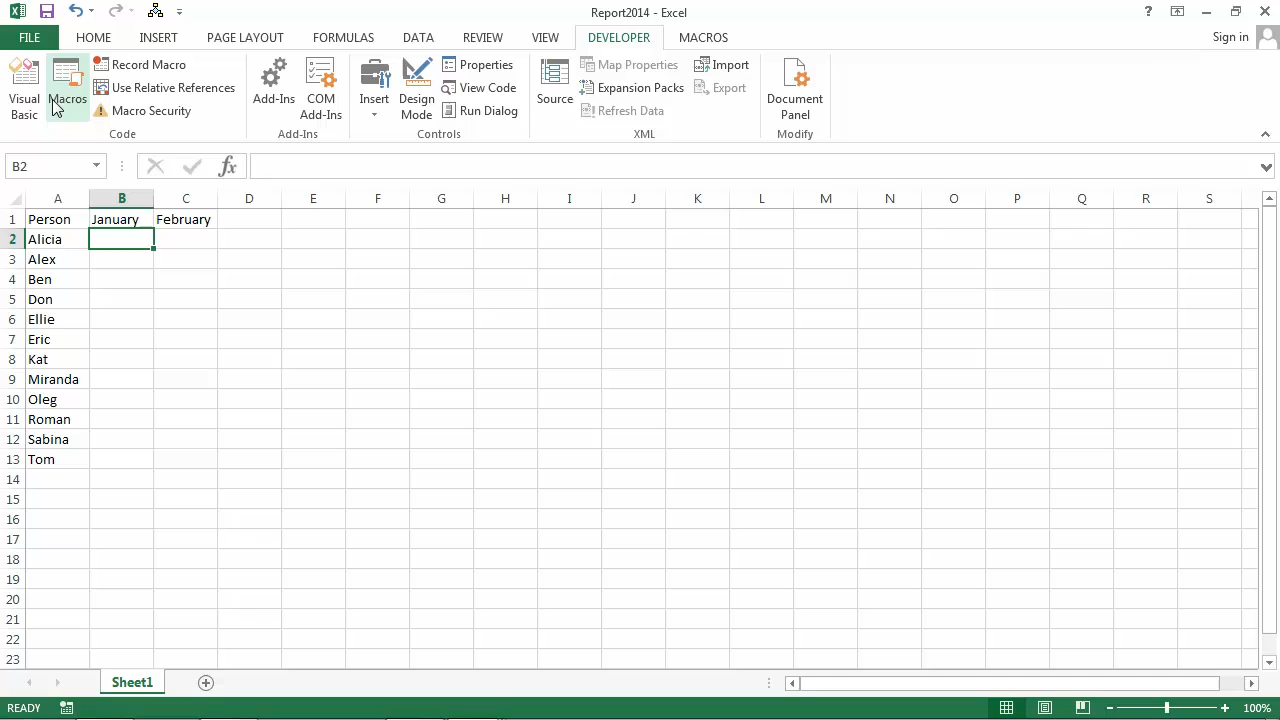 Report2014 - Excel
?
FILE HOME INSERT PAGE LAYOUT FORMULAS DATA REVIEW VIEW DEVELOPER MACROS Sign in
Visual Basic
Macros
Record Macro
Use Relative References
Macro Security
Code
Add-Ins
COM Add-Ins
Add-Ins
Insert
Design Mode
Properties
View Code
Run Dialog
Controls
Source
Map Properties
Expansion Packs
Refresh Data
Import
Export
XML
Document Panel
Modify
B2 fx
A B C D E F G H I J K L M N O P Q R S
1 Person January February
2 Alicia
3 Alex
4 Ben
5 Don
6 Ellie
7 Eric
8 Kat
9 Miranda
10 Oleg
11 Roman
12 Sabina
13 Tom
14
15
16
17
18
19
20
21
22
23
Sheet1
READY 100%